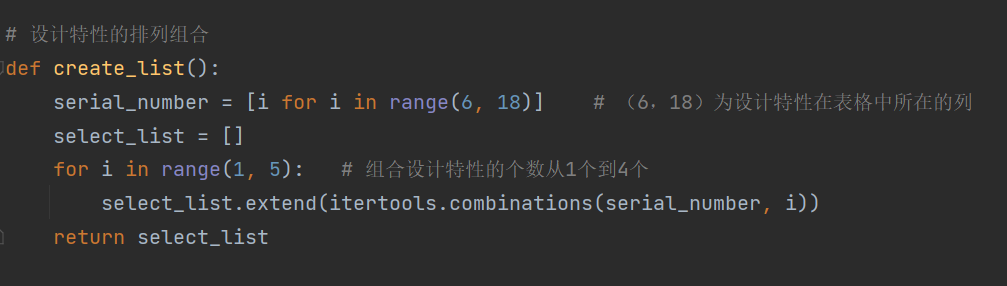 # 设计特性的排列组合
def create_list():
    serial_number = [i for i in range(6, 18)]    # （6，18）为设计特性在表格中所在的列
    select_list = []
    for i in range(1, 5):   # 组合设计特性的个数从1个到4个
        select_list.extend(itertools.combinations(serial_number, i))
    return select_list